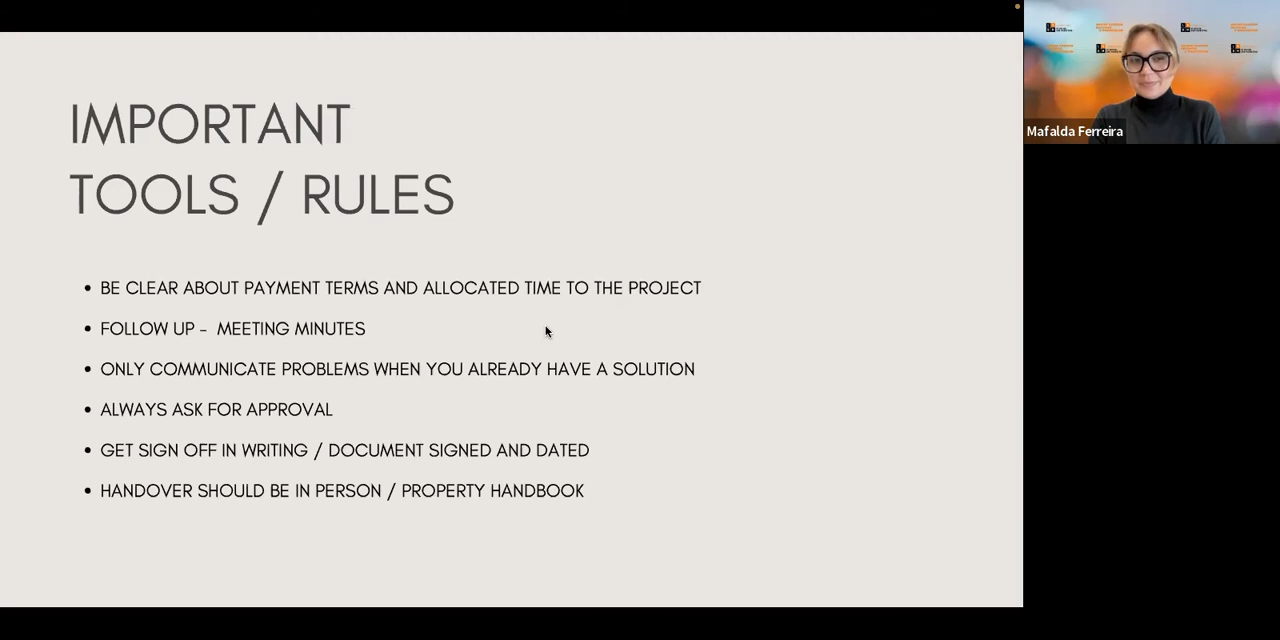 IMPORTANT
TOOLS / RULES
• BE CLEAR ABOUT PAYMENT TERMS AND ALLOCATED TIME TO THE PROJECT
• FOLLOW UP - MEETING MINUTES
• ONLY COMMUNICATE PROBLEMS WHEN YOU ALREADY HAVE A SOLUTION
• ALWAYS ASK FOR APPROVAL
• GET SIGN OFF IN WRITING / DOCUMENT SIGNED AND DATED
• HANDOVER SHOULD BE IN PERSON / PROPERTY HANDBOOK
Mafalda Ferreira